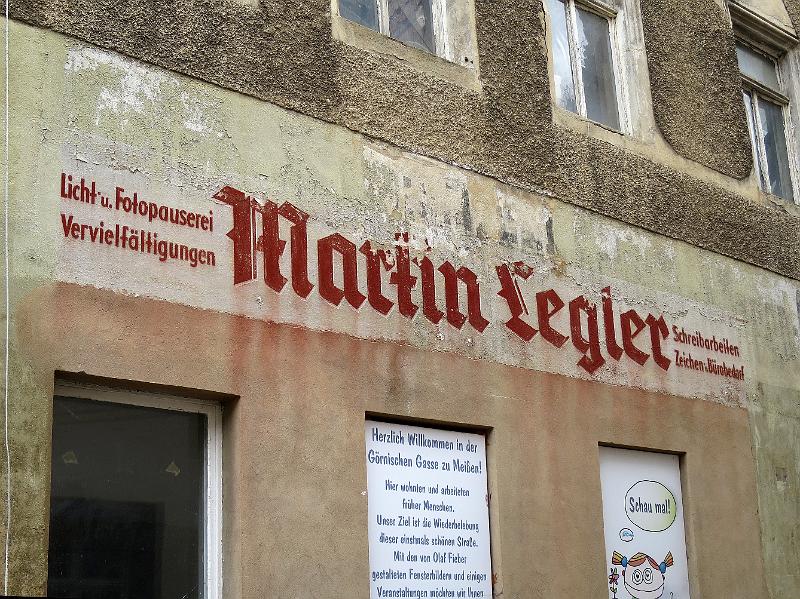 Licht- u. Fotopauserei
Vervielfältigungen
Martin Legler
Schreibarbeiten
Zeichen u. Bürobedarf
Herzlich Willkommen in der
Görnischen Gasse zu Meißen!
Hier wohnten und arbeiteten
früher Menschen.
Unser Ziel ist die Wiederbelebung
dieser einstmals schönen Straße.
Mit den von Olaf Fieber
gestalteten Fensterbildern und einigen
Veranstaltungen möchten wir Ihnen
Schau mal!